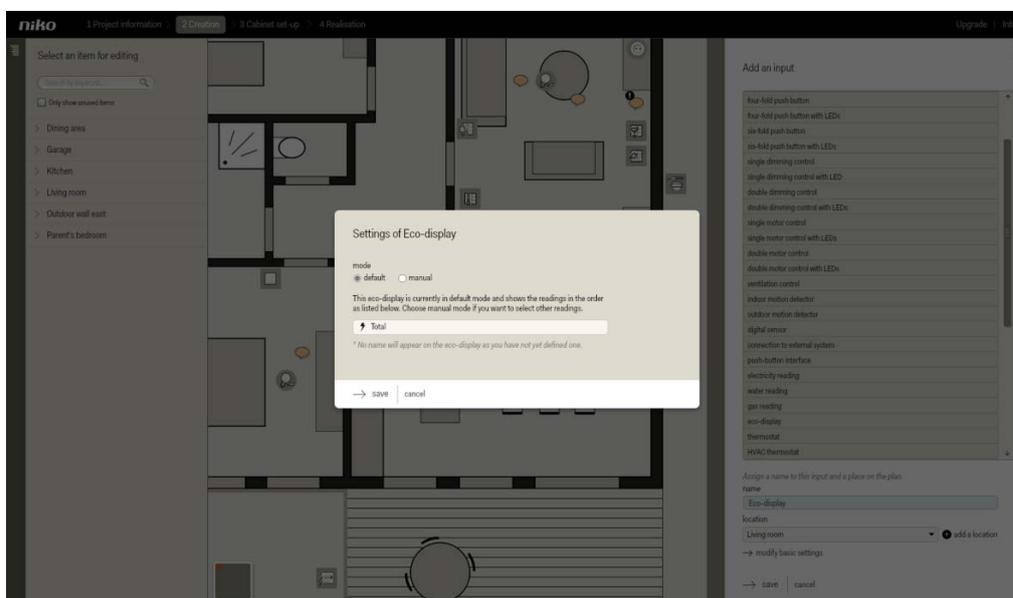 niko
1 Project information
2 Creation
3 Cabinet set-up
4 Realisation
Upgrade
Select an item for editing
Only show unused items
Dining area
Garage
Kitchen
Living room
Outdoor wall east
Parent's bedroom
Settings of Eco-display
mode
default manual
This eco-display is currently in default mode and shows the readings in the order
as listed below. Choose manual mode if you want to select other readings.
Total
* No name will appear on the eco-display as you have not yet defined one.
save cancel
Add an input
four-fold push button
four-fold push button with LEDs
six-fold push button
six-fold push button with LEDs
single dimming control
single dimming control with LED
double dimming control
double dimming control with LEDs
single motor control
single motor control with LEDs
double motor control
double motor control with LEDs
ventilation control
indoor motion detector
outdoor motion detector
digital sensor
connection to external system
push-button interface
electricity reading
water reading
gas reading
eco-display
thermostat
HVAC thermostat
Assign a name to this input and a place on the plan.
name
Eco-display
location
Living room add a location
modify basic settings
save cancel